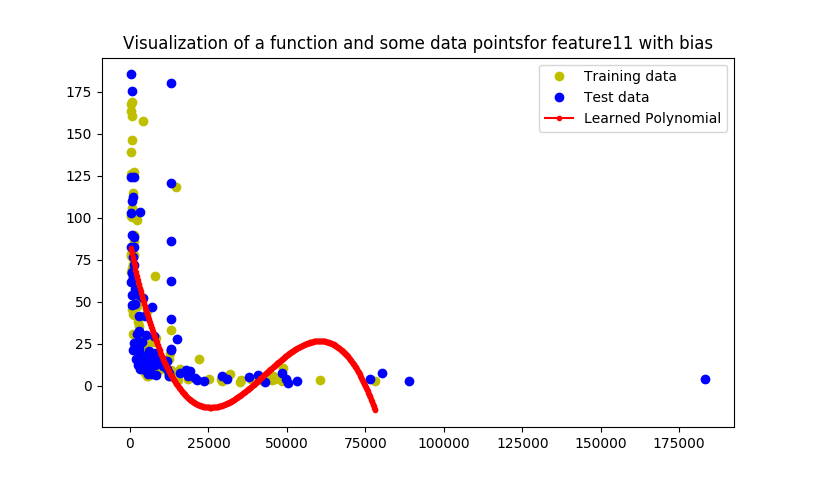 Visualization of a function and some data pointsfor feature11 with bias
Training data
Test data
Learned Polynomial
175
150
125
100
75
50
25
0
0 25000 50000 75000 100000 125000 150000 175000